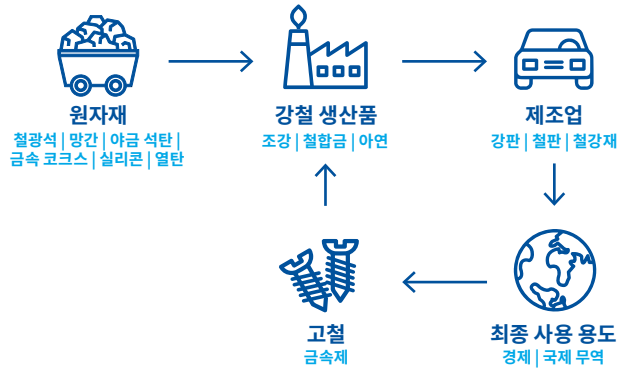 원자재
철광석 | 망간 | 야금 석탄 |
금속 코크스 | 실리콘 | 열탄
강철 생산품
조강 | 철합금 | 아연
제조업
강판 | 철판 | 철강재
고철
금속제
최종 사용 용도
경제 | 국제 무역